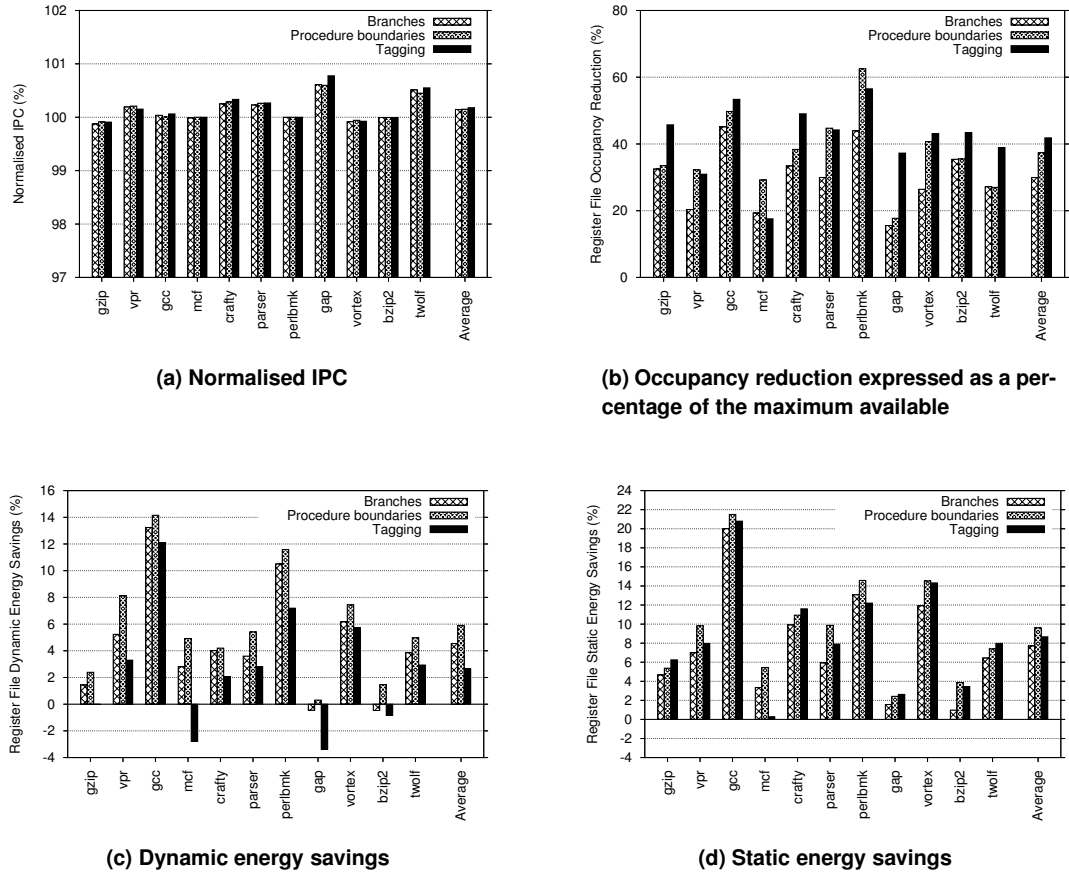 102
101
100
99
98
97
Normalised IPC (%)
Branches
Procedure boundaries
Tagging
gzip
vpr
gcc
mcf
crafty
parser
perlbmk
gap
vortex
bzip2
twolf
Average
(a) Normalised IPC
80
60
40
20
0
Register File Occupancy Reduction (%)
Branches
Procedure boundaries
Tagging
gzip
vpr
gcc
mcf
crafty
parser
perlbmk
gap
vortex
bzip2
twolf
Average
(b) Occupancy reduction expressed as a per-
centage of the maximum available
16
14
12
10
8
6
4
2
0
-2
-4
Register File Dynamic Energy Savings (%)
Branches
Procedure boundaries
Tagging
gzip
vpr
gcc
mcf
crafty
parser
perlbmk
gap
vortex
bzip2
twolf
Average
(c) Dynamic energy savings
24
22
20
18
16
14
12
10
8
6
4
2
0
-2
-4
Register File Static Energy Savings (%)
Branches
Procedure boundaries
Tagging
gzip
vpr
gcc
mcf
crafty
parser
perlbmk
gap
vortex
bzip2
twolf
Average
(d) Static energy savings